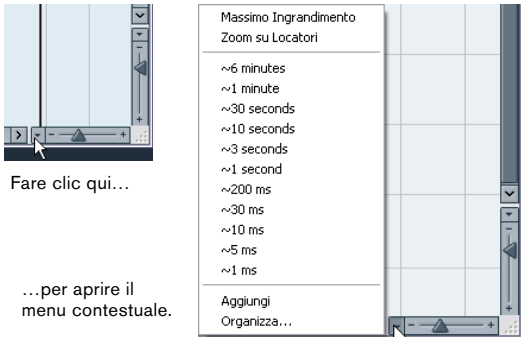 Fare clic qui…
…per aprire il
menu contestuale.
Massimo Ingrandimento
Zoom su Locatori
~6 minutes
~1 minute
~30 seconds
~10 seconds
~3 seconds
~1 second
~200 ms
~30 ms
~10 ms
~5 ms
~1 ms
Aggiungi
Organizza...